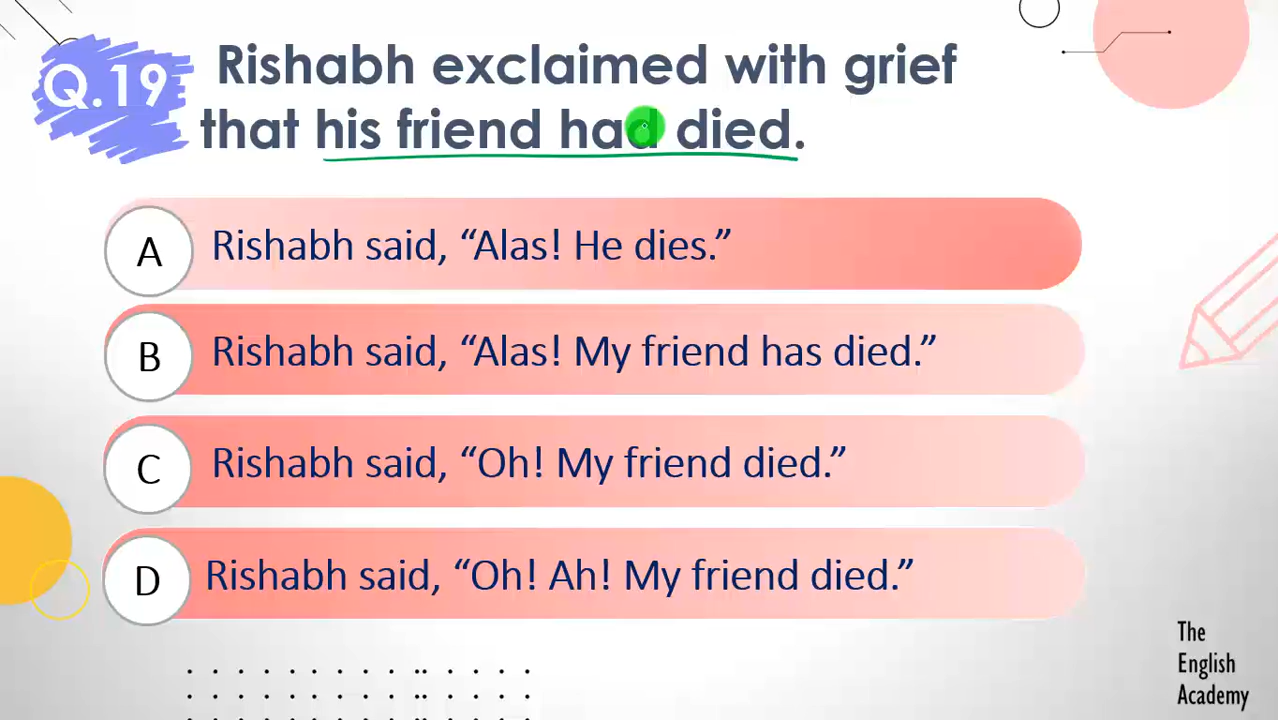 Q.19 Rishabh exclaimed with grief
that his friend had died.
A Rishabh said, “Alas! He dies.”
B Rishabh said, “Alas! My friend has died.”
C Rishabh said, “Oh! My friend died.”
D Rishabh said, “Oh! Ah! My friend died.”
The
English
Academy